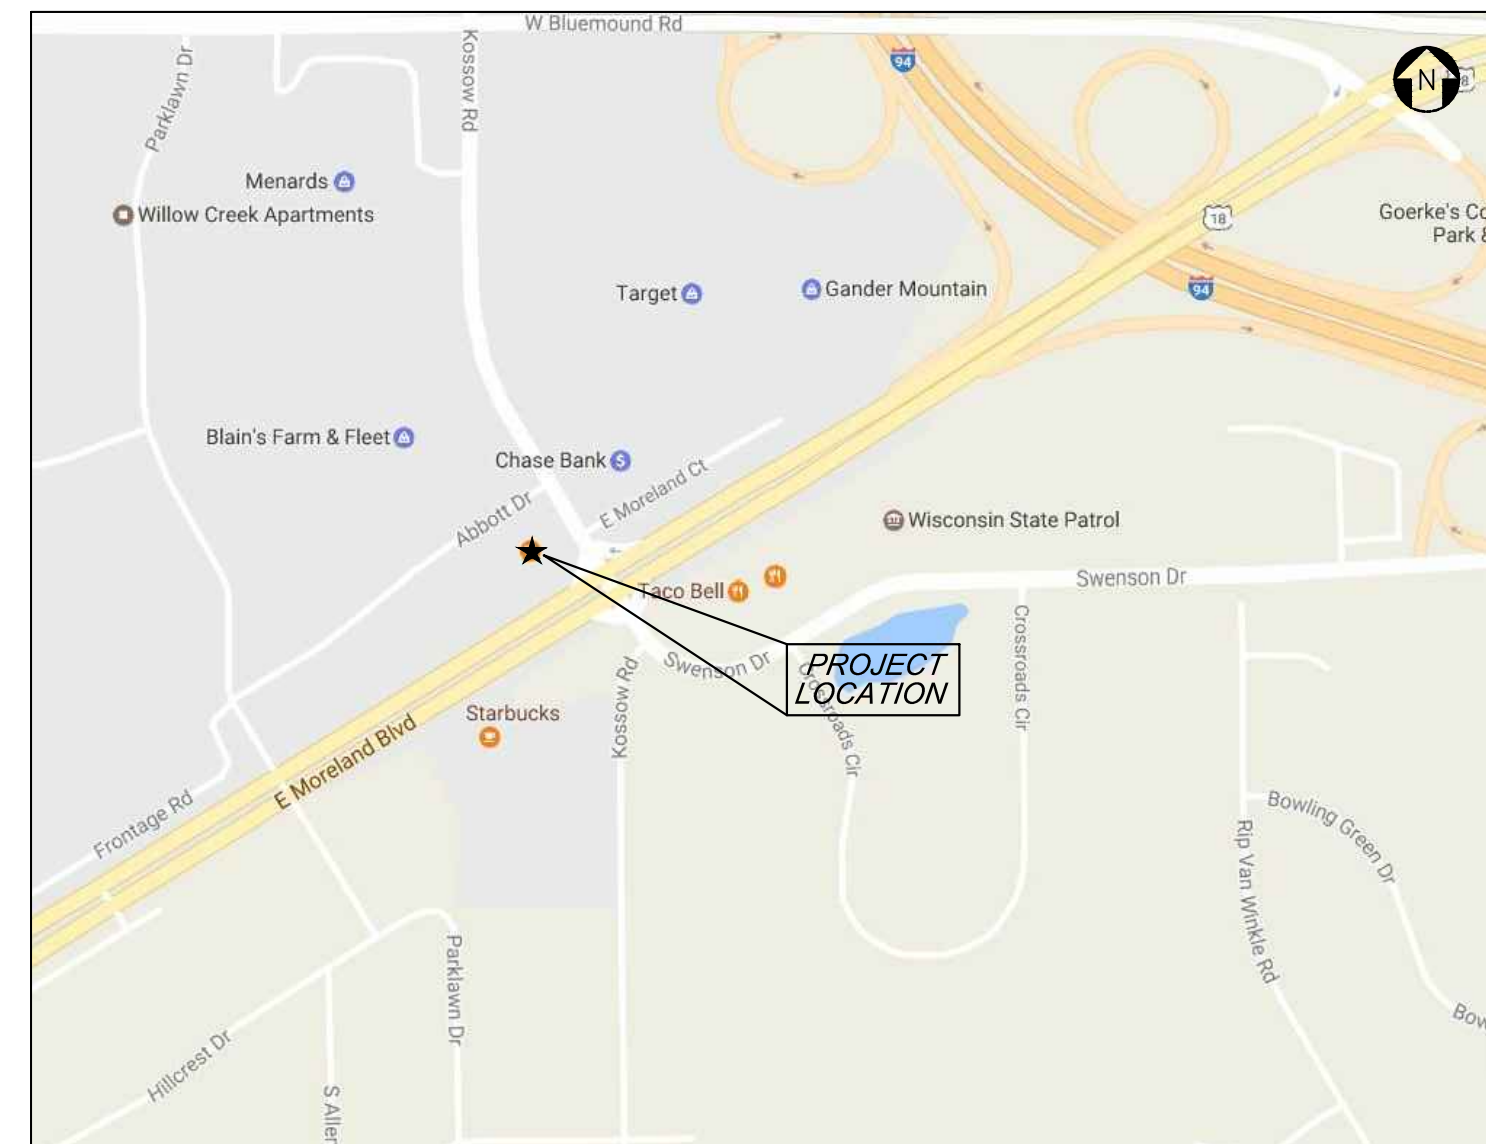 W Bluemound Rd
Kossow Rd
Parklawn Dr
94
N
8
Menards
Willow Creek Apartments
18
Goerke's Co
Park &
Target
Gander Mountain
94
Blain's Farm & Fleet
Chase Bank
$
E Moreland Ct
Abbott Dr
Wisconsin State Patrol
Taco Bell
Swenson Dr
Crossroads Cir
Swenson Dr
PROJECT
LOCATION
Kossow Rd
Crossroads Cir
Starbucks
E Moreland Blvd
Frontage Rd
Bowling Green Dr
Rip Van Winkle Rd
Parklawn Dr
Hillcrest Dr
S Aller
Bow